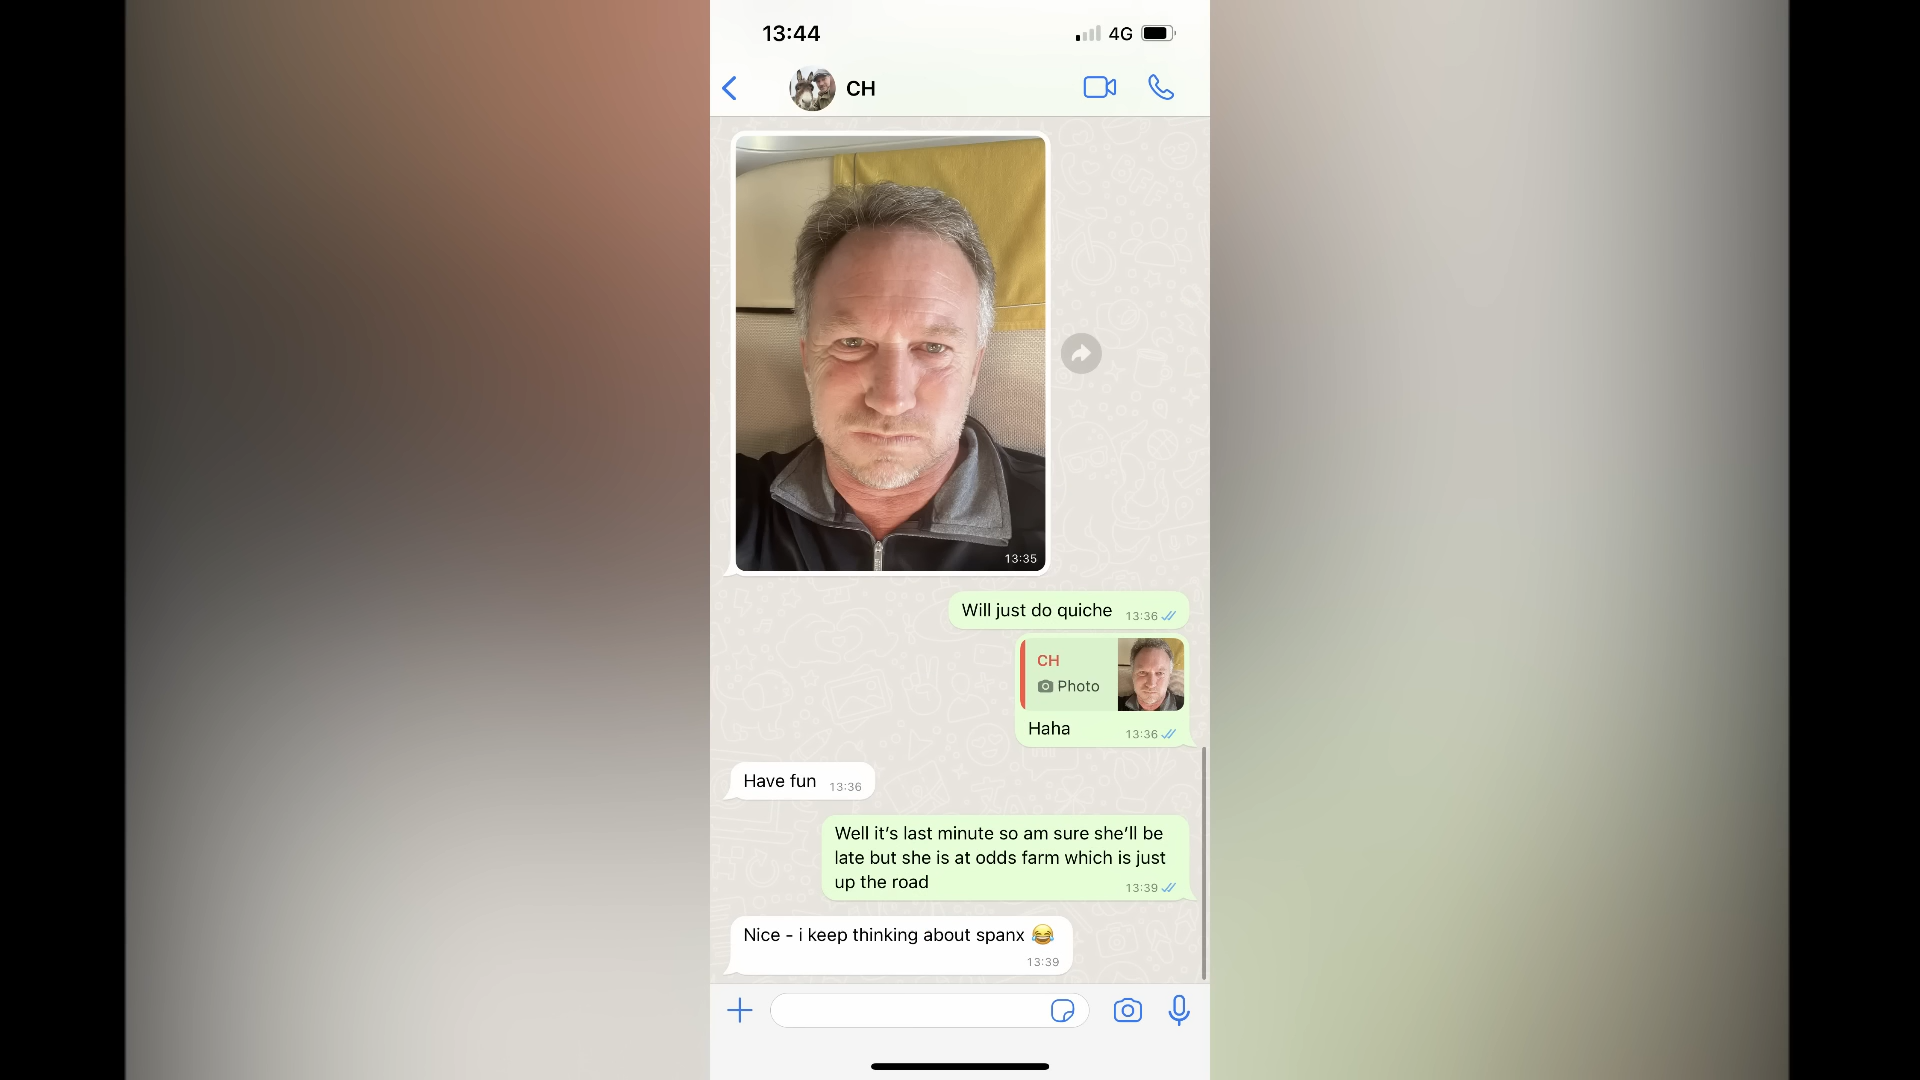 13:44
4G
CH
13:35
Will just do quiche
13:36
CH
Photo
Haha
13:36
Have fun
13:36
Well it’s last minute so am sure she’ll be
late but she is at odds farm which is just
up the road
13:39
Nice - i keep thinking about spanx 😂
13:39